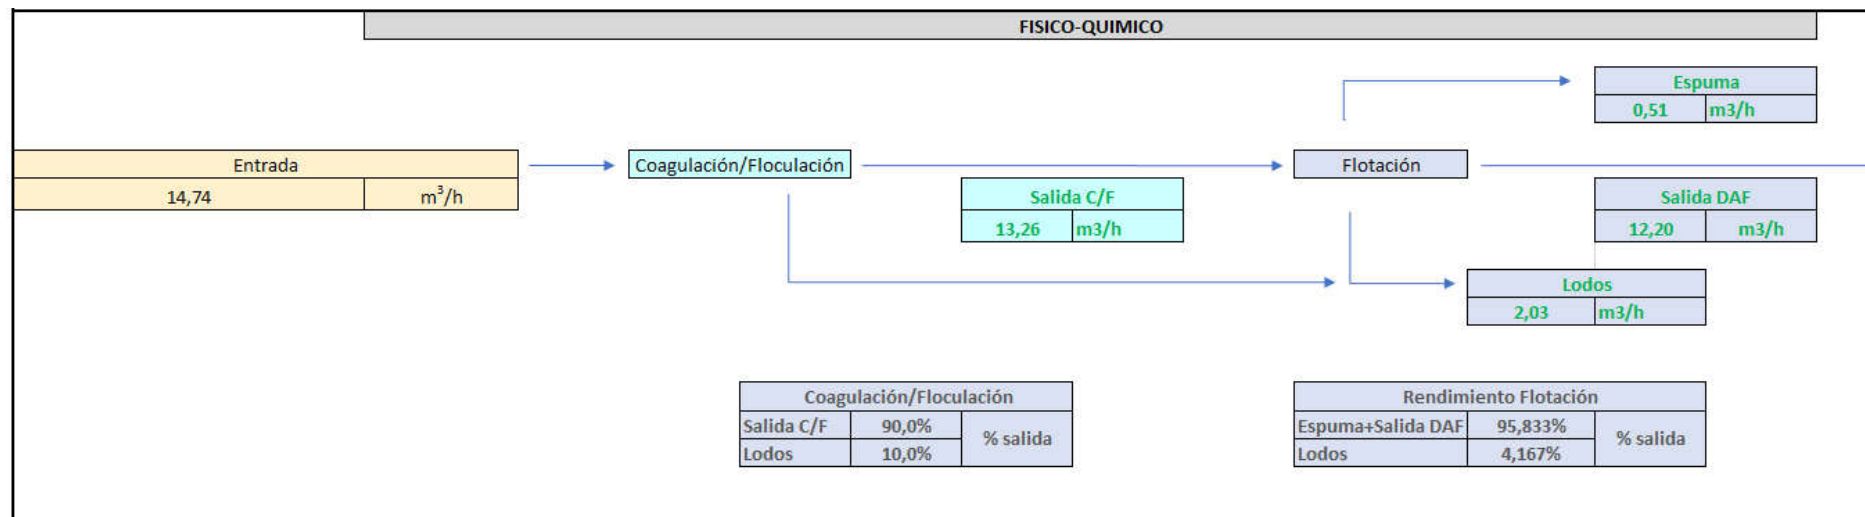 FISICO-QUIMICO
Espuma
0,51 m3/h
Entrada
14,74 m³/h
Coagulación/Floculación
Flotación
Salida C/F
13,26 m3/h
Salida DAF
12,20 m3/h
Lodos
2,03 m3/h
Coagulación/Floculación
Salida C/F 90,0% % salida
Lodos 10,0%
Rendimiento Flotación
Espuma+Salida DAF 95,833% % salida
Lodos 4,167%